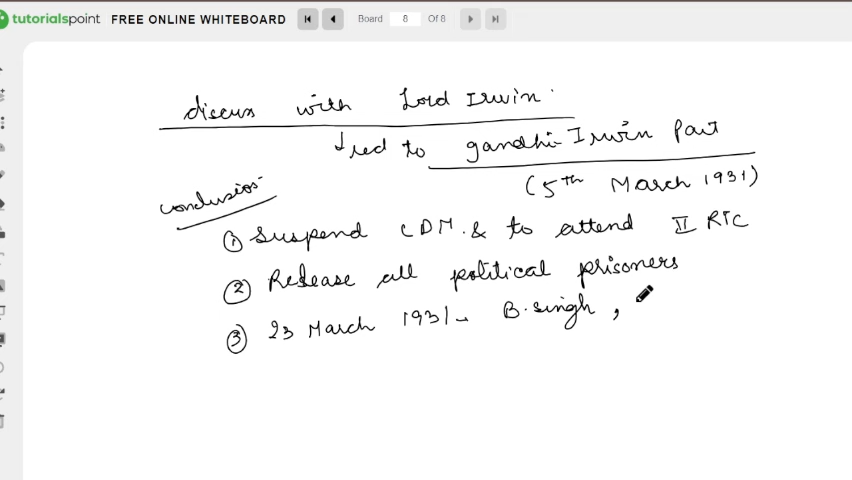 tutorialspoint FREE ONLINE WHITEBOARD Board 8 Of 8
discuss with Lord Irwin.
↓led to gandhi Irwin Pact
(5th March 1931)
conclusion-
① Suspend CDM. & to attend II RTC
② Release all political prisoners
③ 23 March 1931- B. Singh,